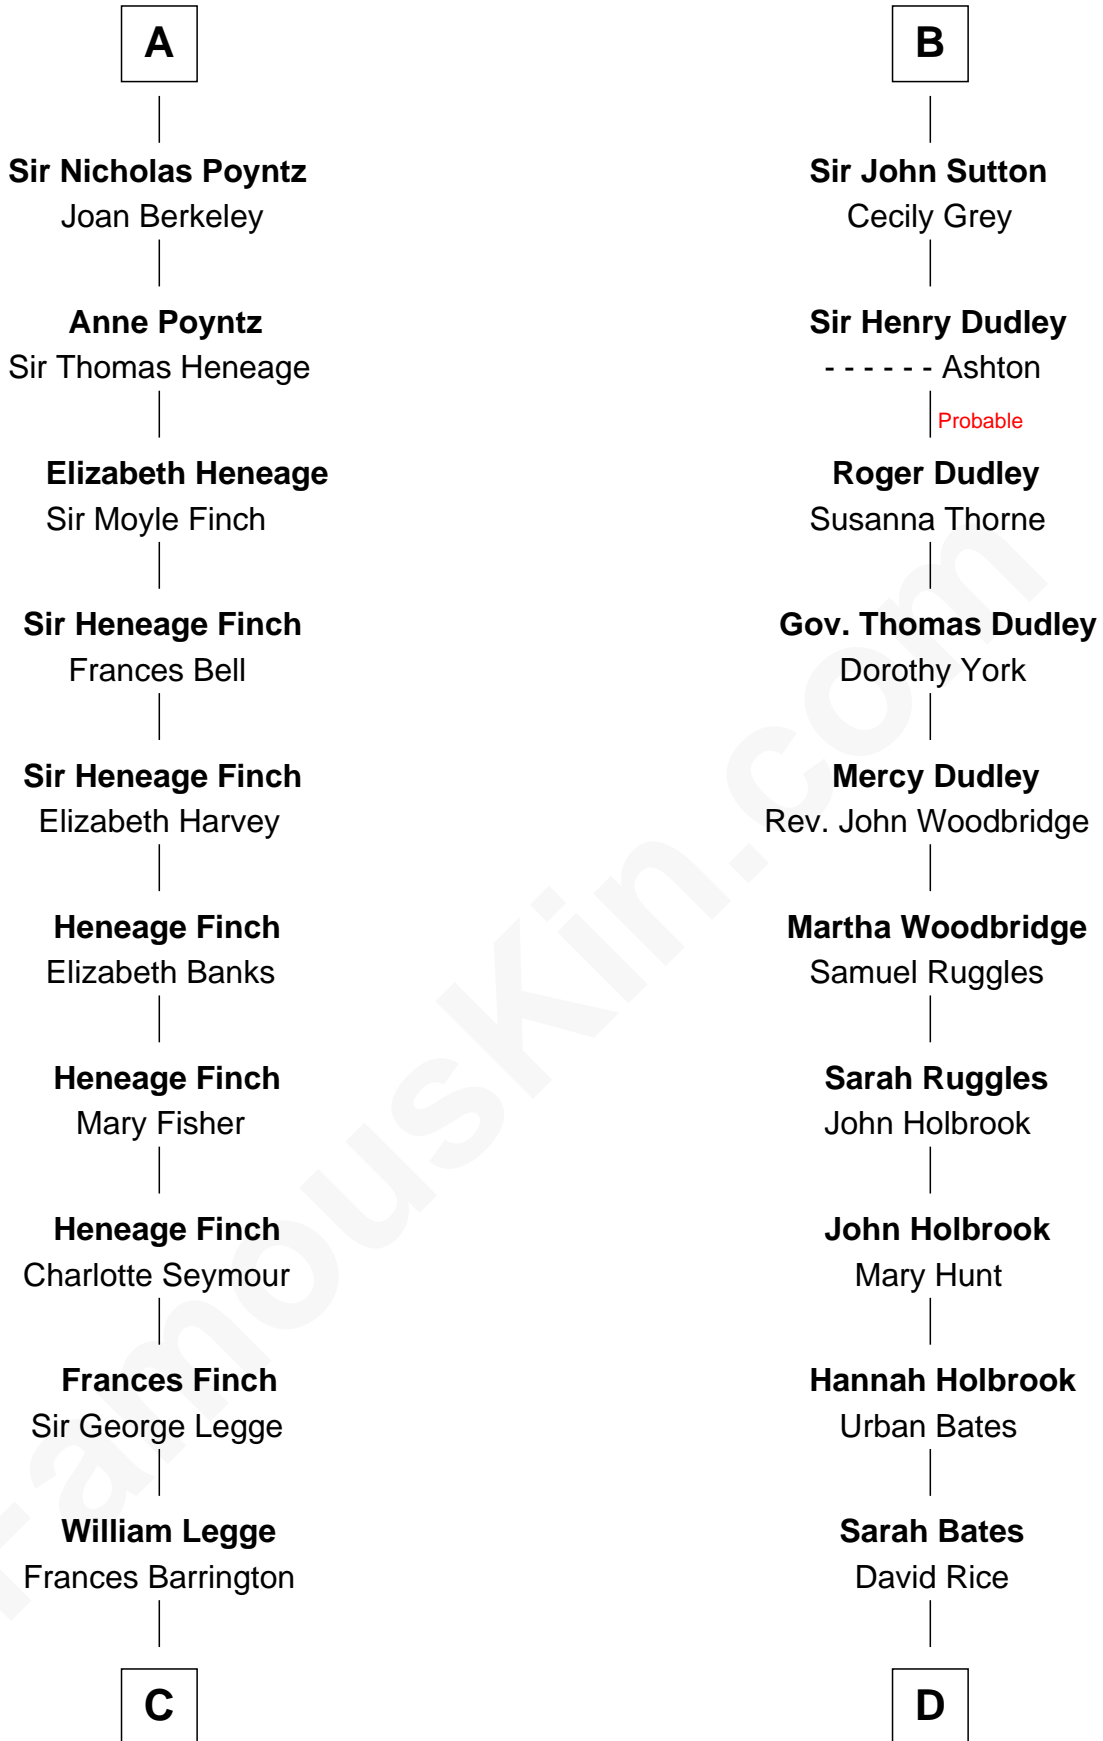 A
Sir Nicholas Poyntz
Joan Berkeley
Anne Poyntz
Sir Thomas Heneage
Elizabeth Heneage
Sir Moyle Finch
Sir Heneage Finch
Frances Bell
Sir Heneage Finch
Elizabeth Harvey
Heneage Finch
Elizabeth Banks
Heneage Finch
Mary Fisher
Heneage Finch
Charlotte Seymour
Frances Finch
Sir George Legge
William Legge
Frances Barrington
C
B
Sir John Sutton
Cecily Grey
Sir Henry Dudley
- - - - - - Ashton
Probable
Roger Dudley
Susanna Thorne
Gov. Thomas Dudley
Dorothy York
Mercy Dudley
Rev. John Woodbridge
Martha Woodbridge
Samuel Ruggles
Sarah Ruggles
John Holbrook
John Holbrook
Mary Hunt
Hannah Holbrook
Urban Bates
Sarah Bates
David Rice
D
FamousKin.com